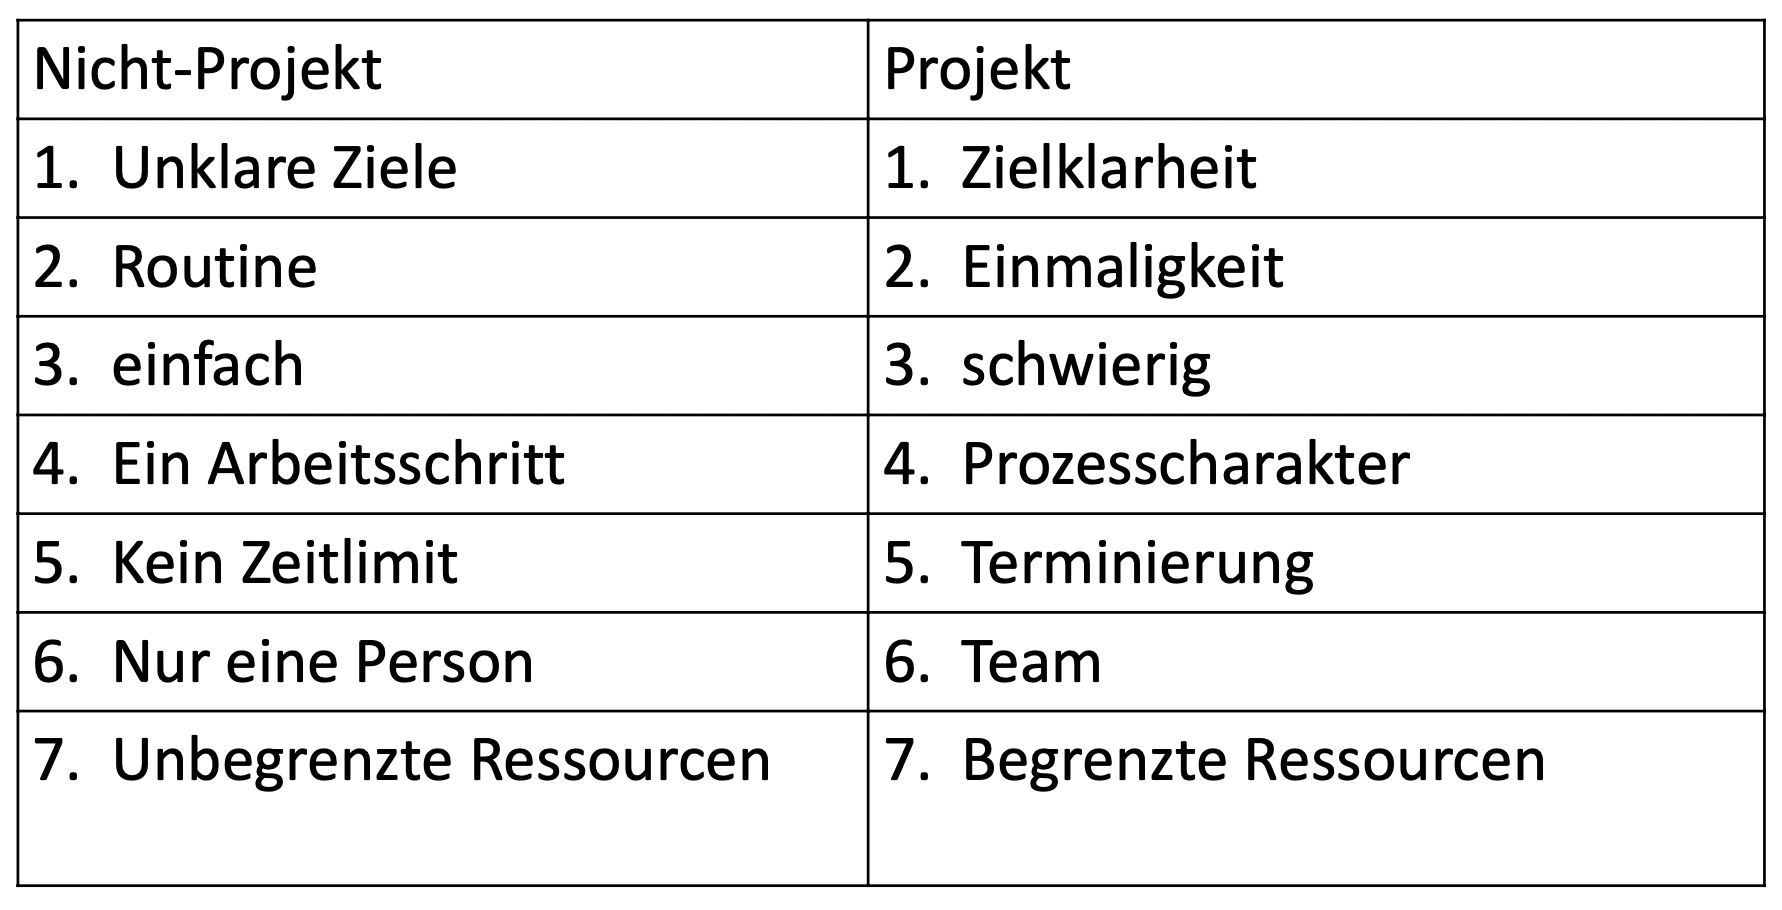 Nicht-Projekt
Projekt
1. Unklare Ziele
1. Zielklarheit
2. Routine
2. Einmaligkeit
3. einfach
3. schwierig
4. Ein Arbeitsschritt
4. Prozesscharakter
5. Kein Zeitlimit
5. Terminierung
6. Nur eine Person
6. Team
7. Unbegrenzte Ressourcen
7. Begrenzte Ressourcen